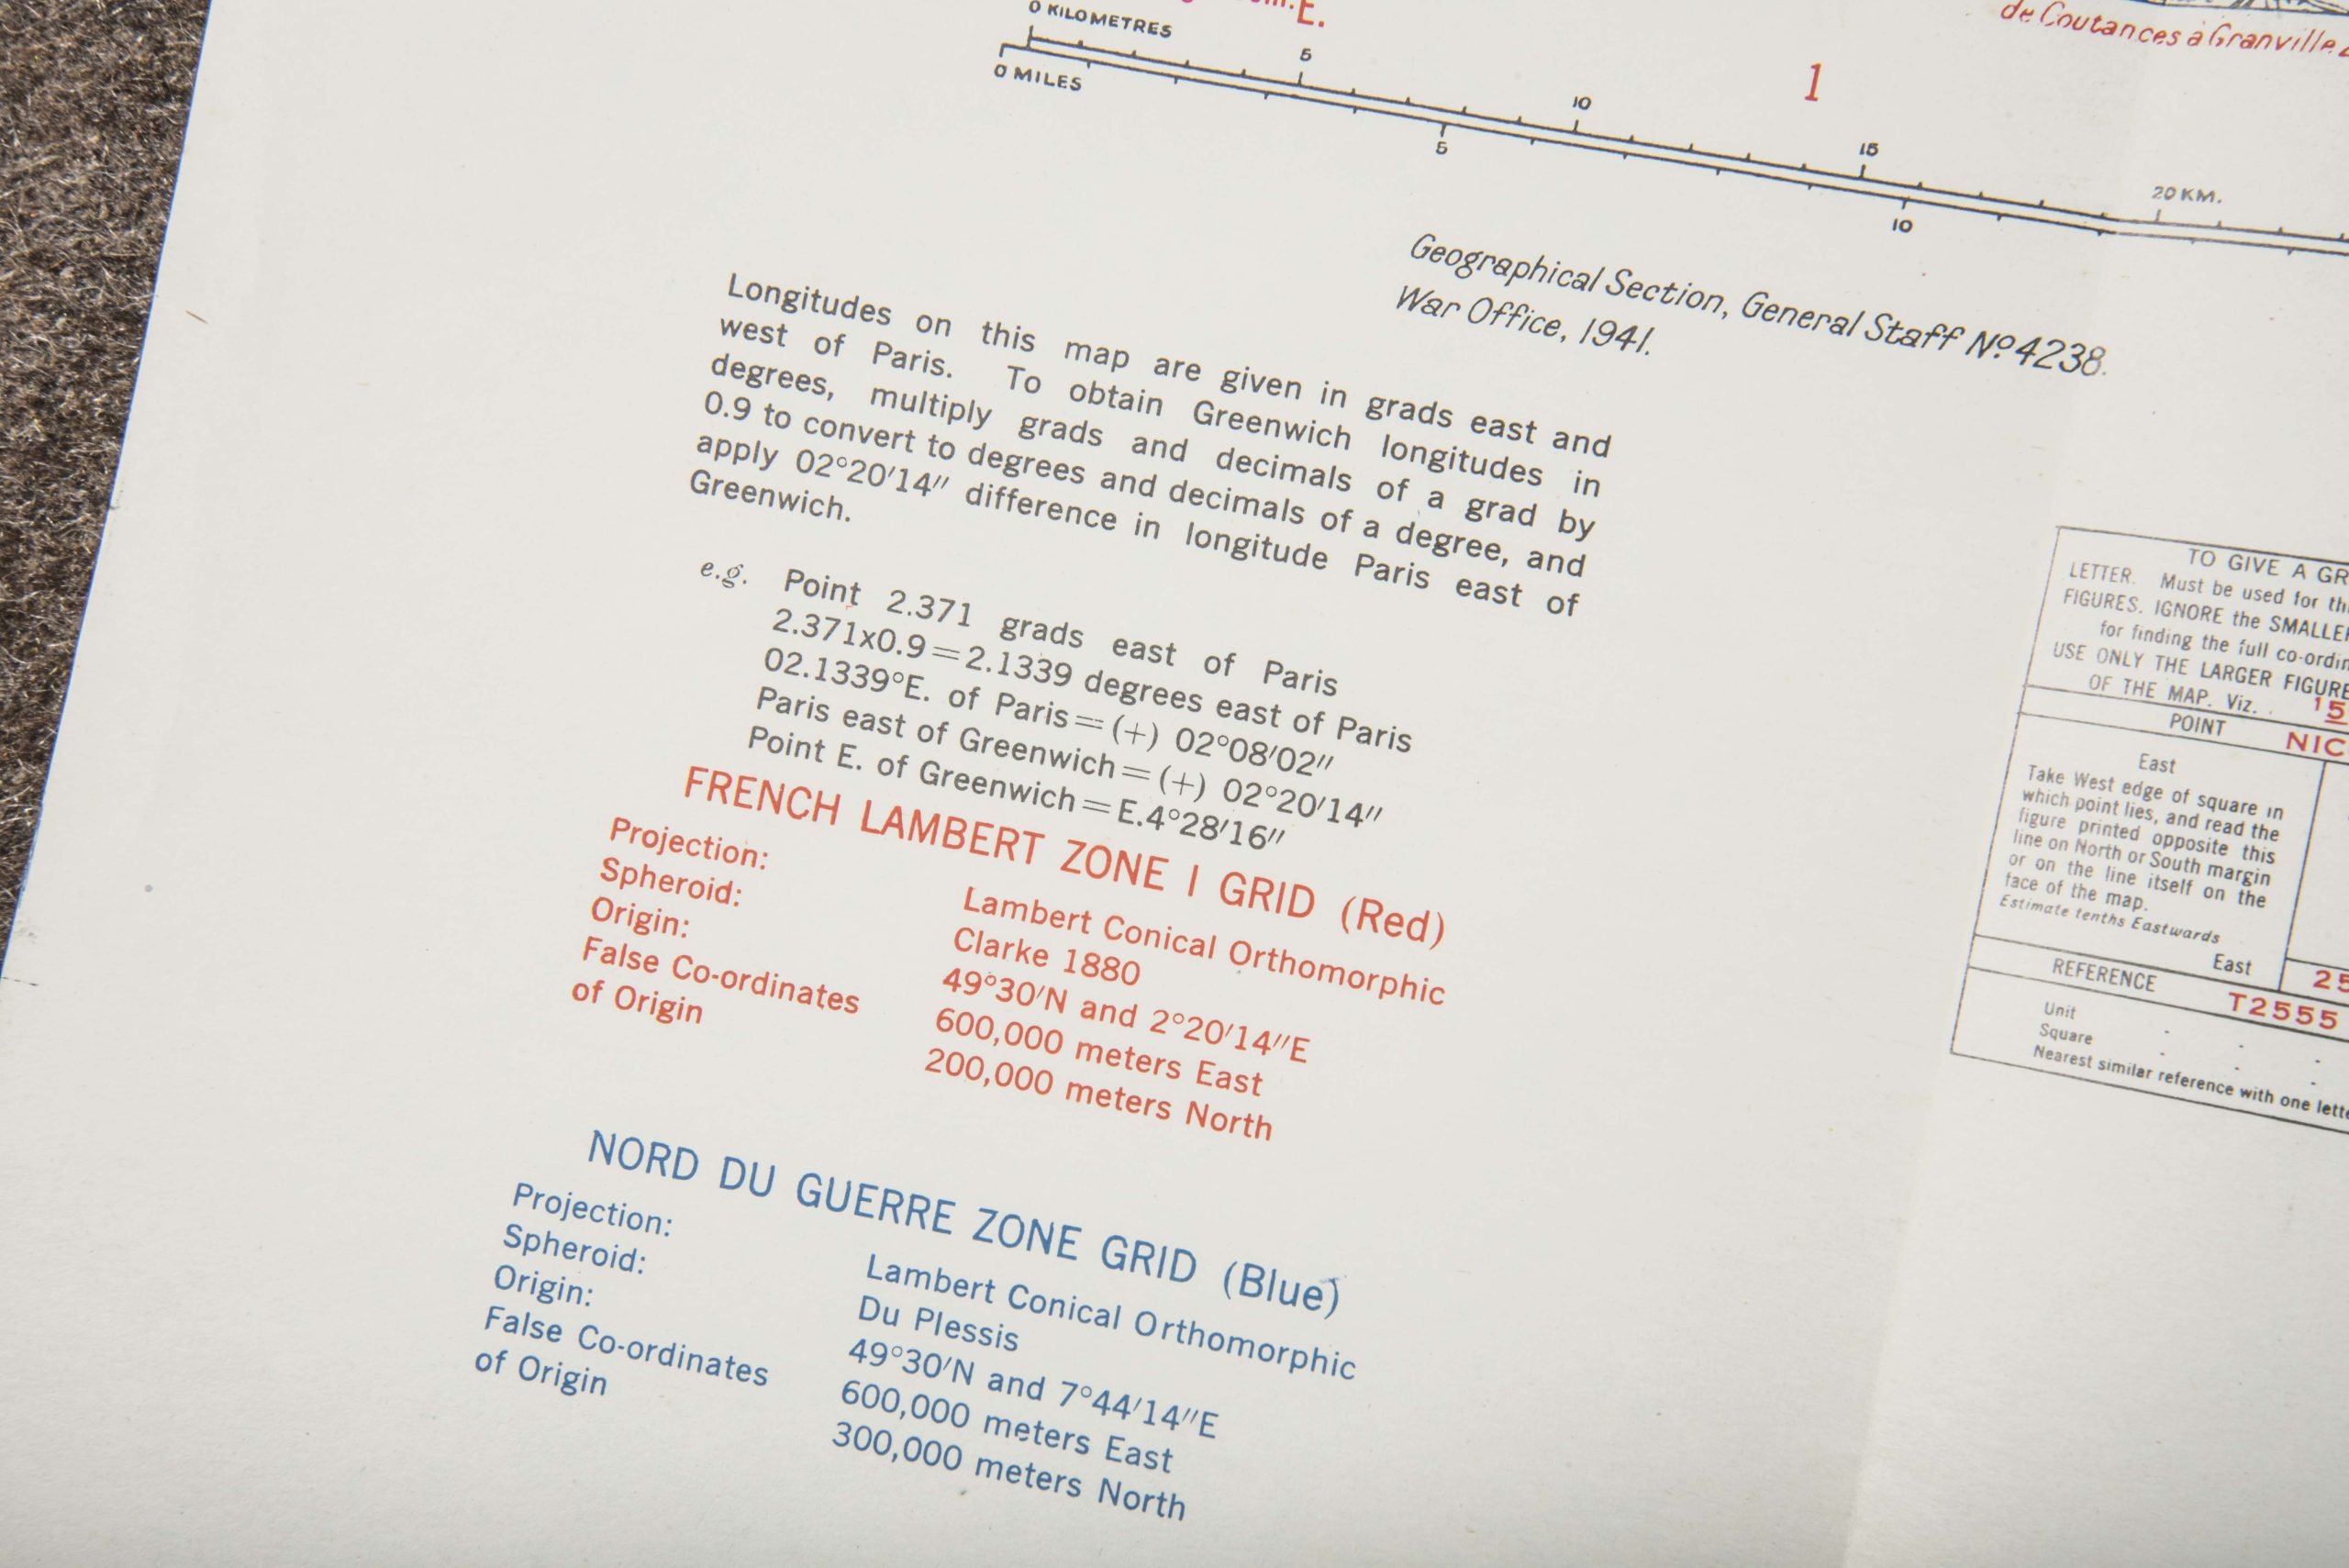 E.
de Coutances à Granville
0 KILOMETRES
5
10
15
20 KM.
0 MILES
5
10
1
Geographical Section, General Staff Nº 4238.
War Office, 1941.
Longitudes on this map are given in grads east and
west of Paris. To obtain Greenwich longitudes in
degrees, multiply grads and decimals of a grad by
0.9 to convert to degrees and decimals of a degree, and
apply 02°20′14″ difference in longitude Paris east of
Greenwich.
e.g. Point 2.371 grads east of Paris
2.371x0.9=2.1339 degrees east of Paris
02.1339°E. of Paris=(+) 02°08′02″
Paris east of Greenwich=(+) 02°20′14″
Point E. of Greenwich=E.4°28′16″
FRENCH LAMBERT ZONE I GRID (Red)
Projection: Lambert Conical Orthomorphic
Spheroid: Clarke 1880
Origin: 49°30′N and 2°20′14″E
False Co-ordinates 600,000 meters East
of Origin 200,000 meters North
NORD DU GUERRE ZONE GRID (Blue)
Projection: Lambert Conical Orthomorphic
Spheroid: Du Plessis
Origin: 49°30′N and 7°44′14″E
False Co-ordinates 600,000 meters East
of Origin 300,000 meters North
TO GIVE A
LETTER. Must be used for
FIGURES. IGNORE the
for finding the full
USE ONLY THE LARGER
OF THE MAP. Viz. 15
POINT NIC
East
Take West edge of square in
which point lies, and read the
figure printed opposite this
line on North or South margin
or on the line itself on the
face of the map.
Estimate tenths Eastwards
East 25
REFERENCE T2555
Unit
Square
Nearest similar reference with one